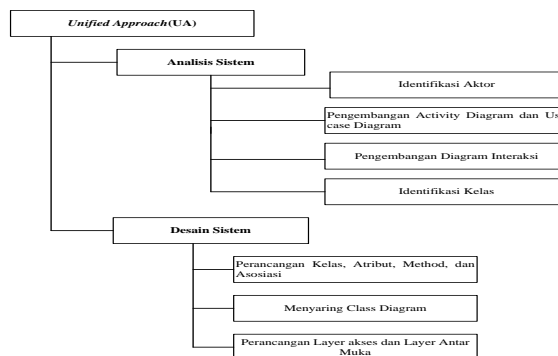 Unified Approach(UA)
Analisis Sistem
Identifikasi Aktor
Pengembangan Activity Diagram dan Us
case Diagram
Pengembangan Diagram Interaksi
Identifikasi Kelas
Desain Sistem
Perancangan Kelas, Atribut, Method, dan
Asosiasi
Menyaring Class Diagram
Perancangan Layer akses dan Layer Antar
Muka